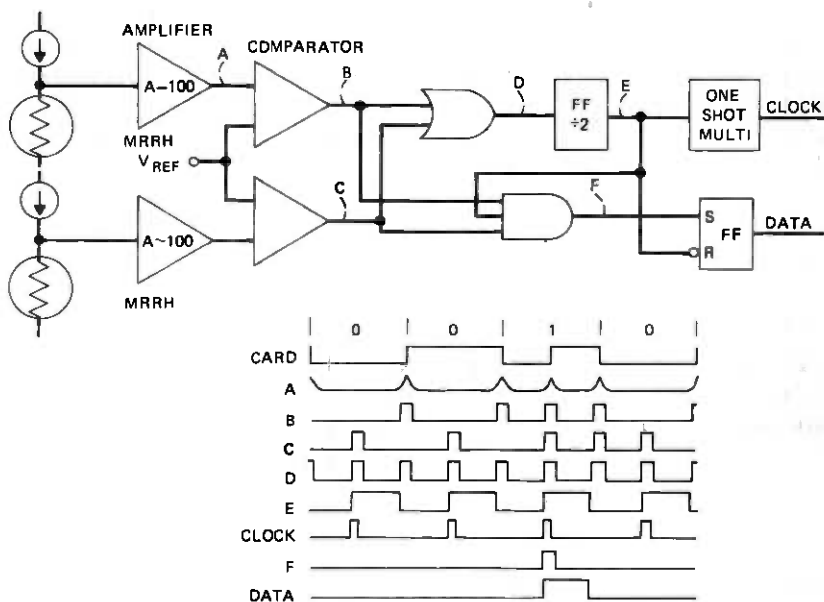 AMPLIFIER
A
COMPARATOR
B
D
E
A-100
FF
÷2
ONE
SHOT
MULTI
CLOCK
MRRH
VREF
C
F
A~100
S
R
FF
DATA
MRRH
0 0 1 0
CARD
A
B
C
D
E
CLOCK
F
DATA